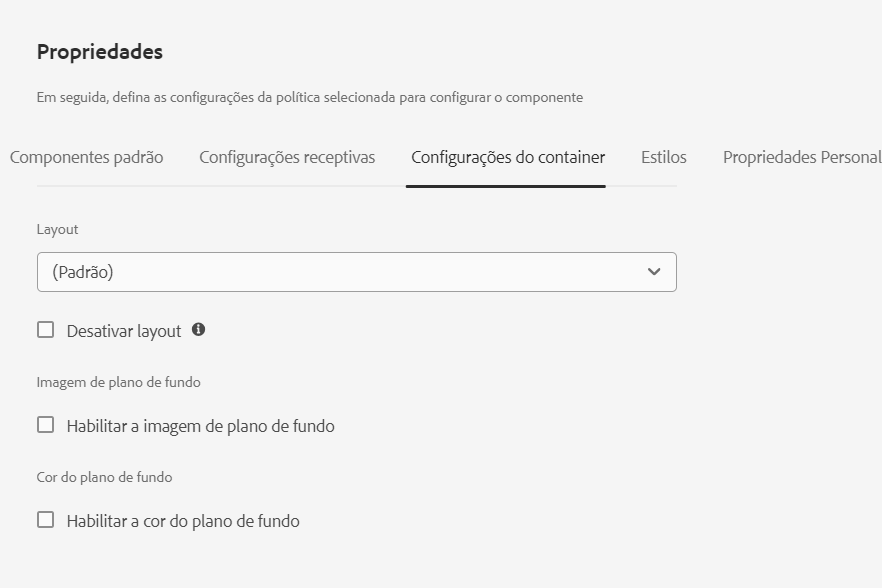 Propriedades
Em seguida, defina as configurações da política selecionada para configurar o componente
Componentes padrão Configurações receptivas Configurações do container Estilos Propriedades Personal
Layout
(Padrão)
Desativar layout
Imagem de plano de fundo
Habilitar a imagem de plano de fundo
Cor do plano de fundo
Habilitar a cor do plano de fundo